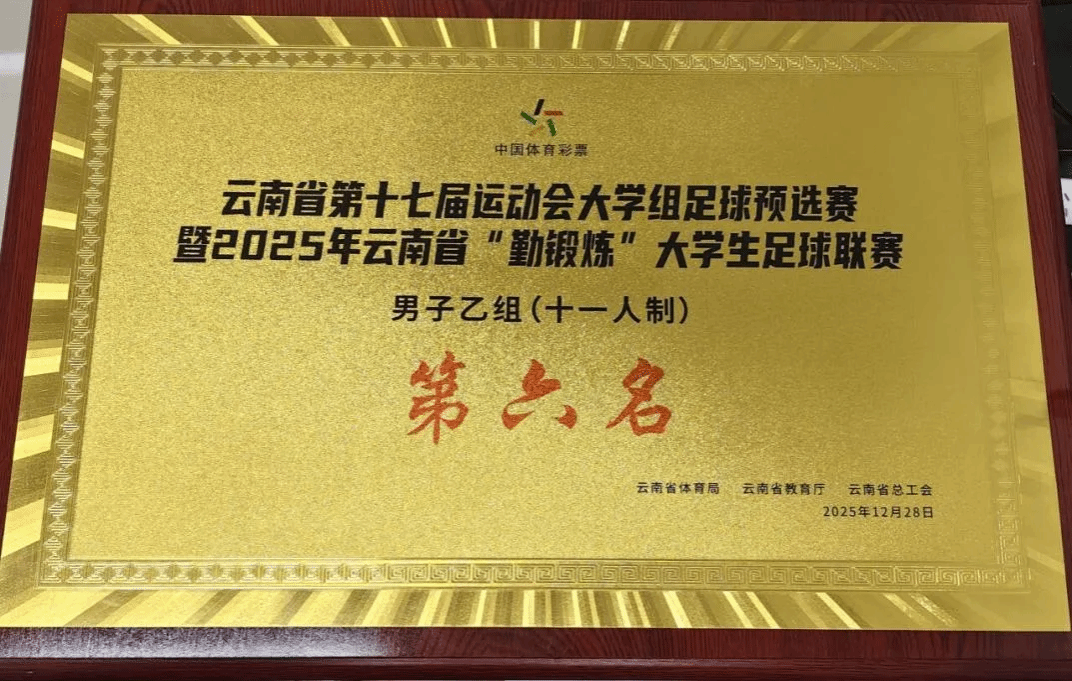 中国体育彩票
云南省第十七届运动会大学组足球预选赛
暨2025年云南省“勤锻炼”大学生足球联赛
男子乙组(十一人制)
第六名
云南省体育局 云南省教育厅 云南省总工会
2025年12月28日